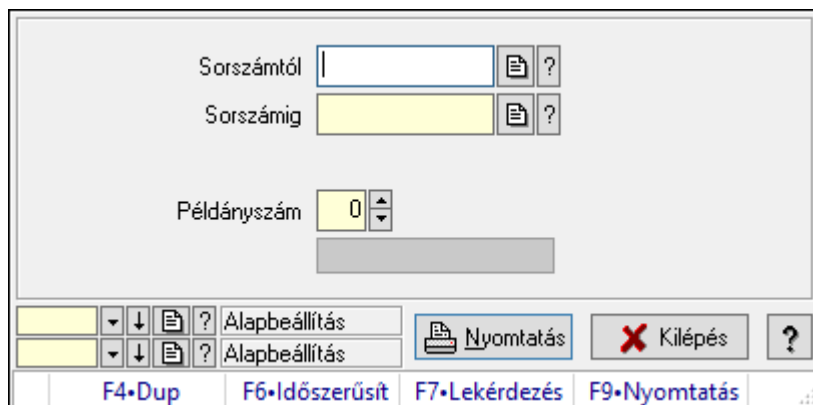 Sorszámtól ?
Sorszámig ?
Példányszám 0
? Alapbeállítás
? Alapbeállítás
Nyomtatás Kilépés ?
F4•Dup F6•Időszerűsít F7•Lekérdezés F9•Nyomtatás